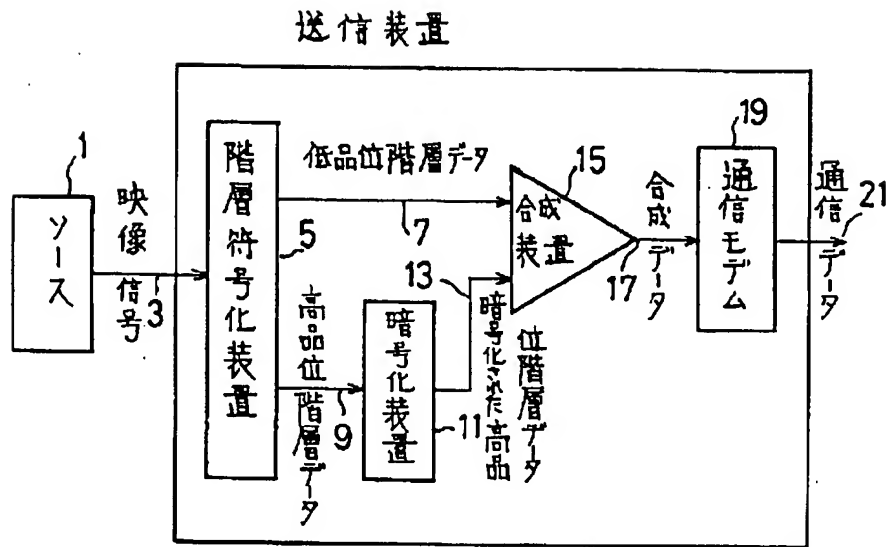 送信装置
1
ソース
映像
信号
3
階層符号化装置
5
低品位階層データ
7
高品位
階層データ
9
暗号化装置
11
13
暗号化された高品
位階層データ
15
合成
装置
17
合成データ
19
通信モデム
通信
データ
21